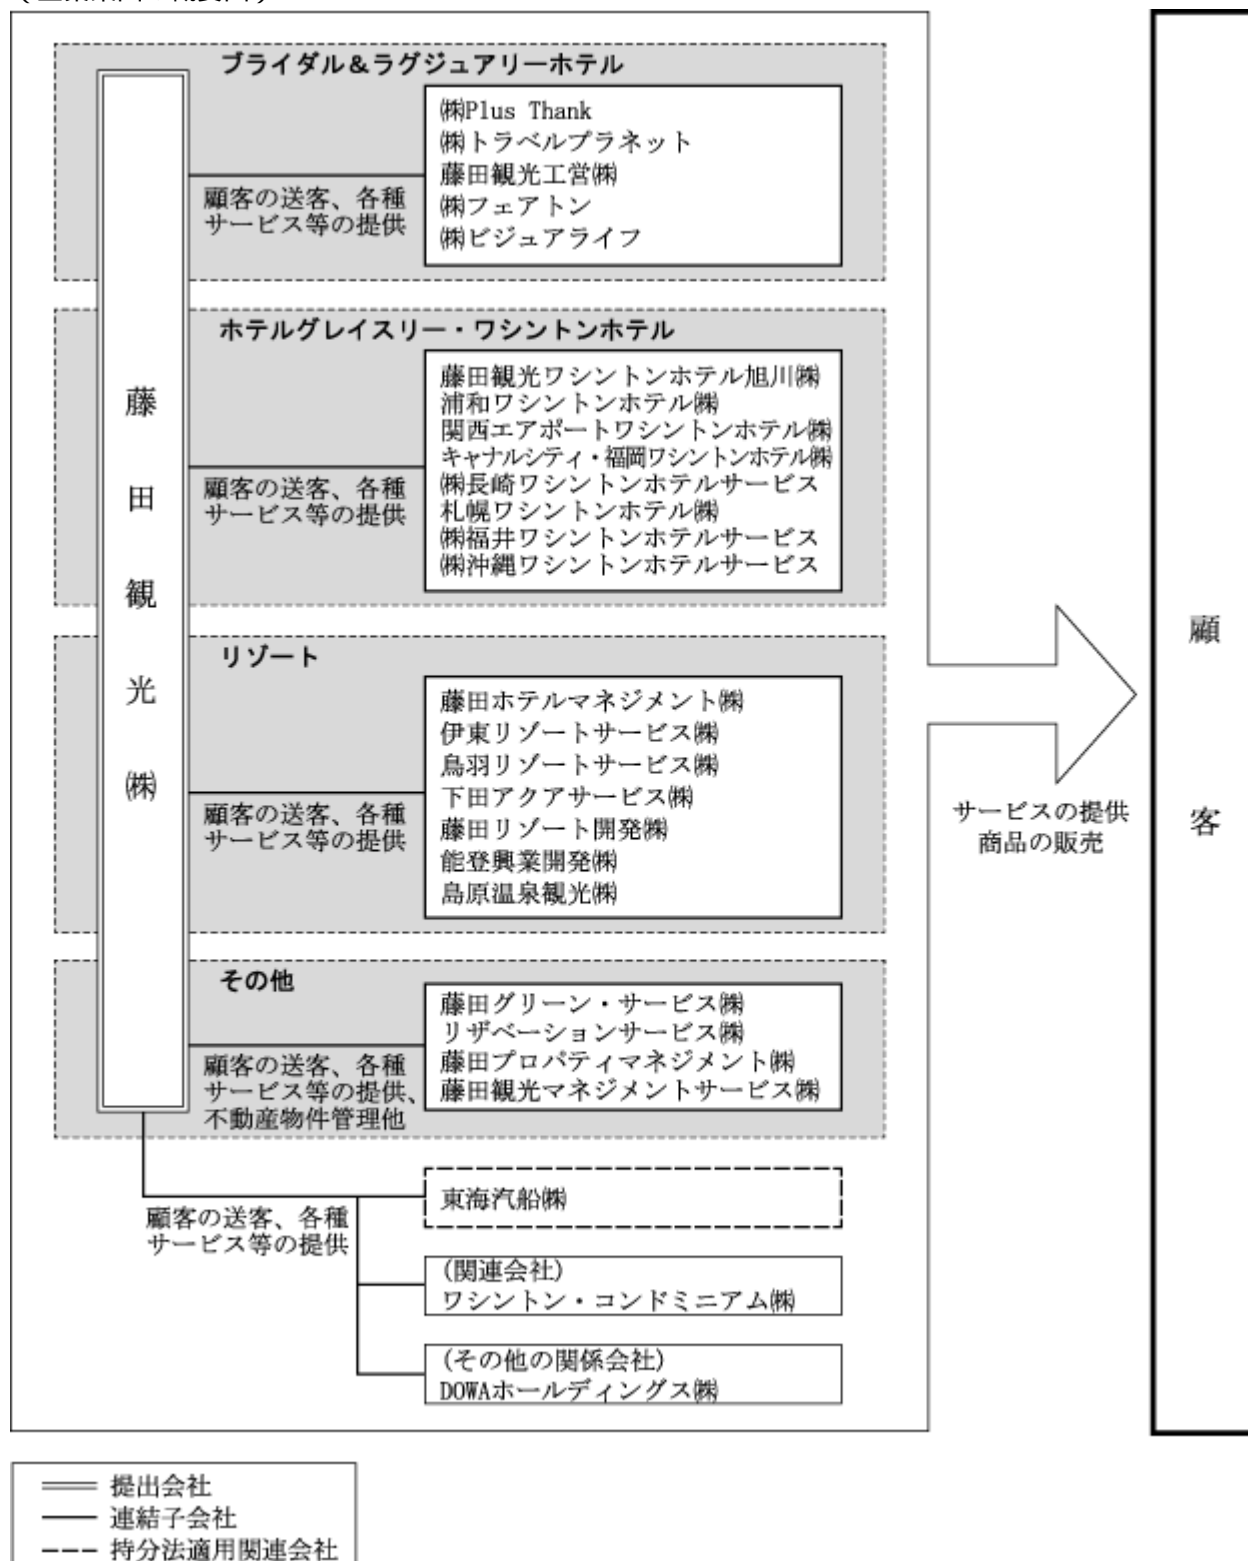 ブライダル＆ラグジュアリーホテル
㈱Plus Thank
㈱トラベルプラネット
藤田観光工営㈱
㈱フェアトン
㈱ビジュアライフ
顧客の送客、各種
サービス等の提供
ホテルグレイスリー・ワシントンホテル
藤田観光ワシントンホテル旭川㈱
浦和ワシントンホテル㈱
関西エアポートワシントンホテル㈱
キャナルシティ・福岡ワシントンホテル㈱
㈱長崎ワシントンホテルサービス
札幌ワシントンホテル㈱
㈱福井ワシントンホテルサービス
㈱沖縄ワシントンホテルサービス
顧客の送客、各種
サービス等の提供
藤田観光㈱
リゾート
藤田ホテルマネジメント㈱
伊東リゾートサービス㈱
鳥羽リゾートサービス㈱
下田アクアサービス㈱
藤田リゾート開発㈱
能登興業開発㈱
島原温泉観光㈱
顧客の送客、各種
サービス等の提供
その他
藤田グリーン・サービス㈱
リザベーションサービス㈱
藤田プロパティマネジメント㈱
藤田観光マネジメントサービス㈱
顧客の送客、各種
サービス等の提供、
不動産物件管理他
東海汽船㈱
顧客の送客、各種
サービス等の提供
(関連会社)
ワシントン・コンドミニアム㈱
(その他の関係会社)
DOWAホールディングス㈱
サービスの提供
商品の販売
顧客
提出会社
連結子会社
持分法適用関連会社